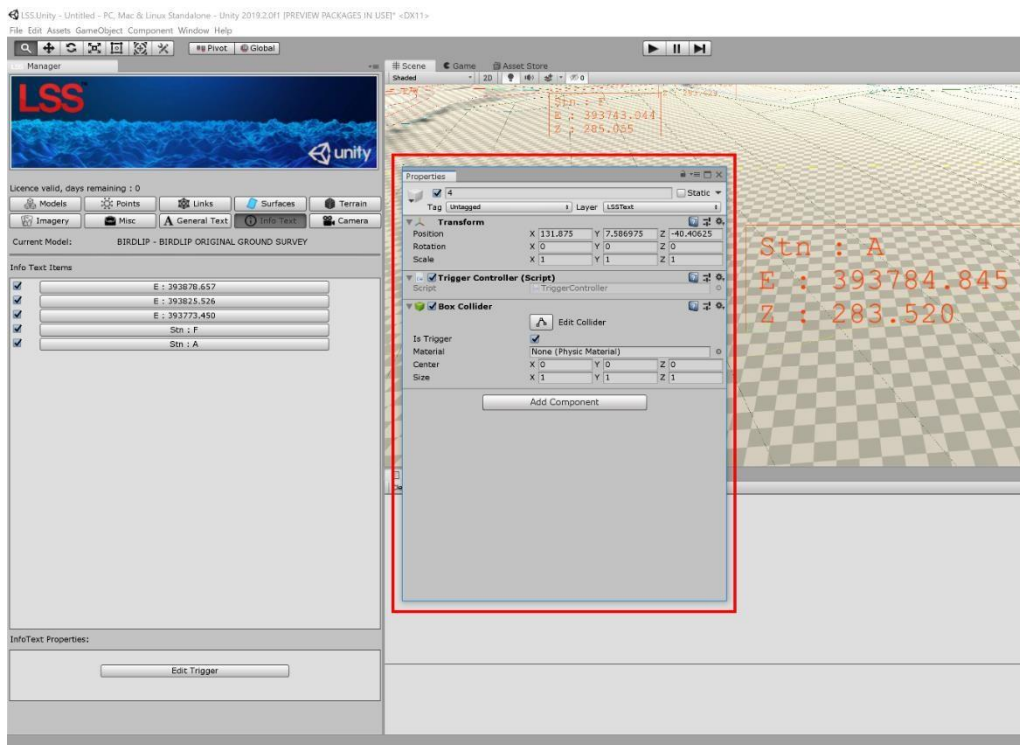 LSS.Unity - Untitled - PC, Mac & Linux Standalone - Unity 2019.2.0f1 [PREVIEW PACKAGES IN USE]* <DX11>
File Edit Assets GameObject Component Window Help
Pivot Global
Manager
LSS
unity
Licence valid, days remaining : 0
Models Points Links Surfaces Terrain
Imagery Misc A General Text Info Text Camera
Current Model: BIRDLIP - BIRDLIP ORIGINAL GROUND SURVEY
Info Text Items
E : 393878.657
E : 393825.526
E : 393773.450
Stn : F
Stn : A
InfoText Properties:
Edit Trigger
Scene Game Asset Store
Shaded 2D 0
Stn : F
E : 393743.044
Z : 285.065
Stn : A
E : 393784.845
Z : 283.520
Properties
4 Static
Tag Untagged Layer LSSText
Transform
Position X 131.875 Y 7.586975 Z -40.40625
Rotation X 0 Y 0 Z 0
Scale X 1 Y 1 Z 1
Trigger Controller (Script)
Script TriggerController
Box Collider
Edit Collider
Is Trigger
Material None (Physic Material)
Center X 0 Y 0 Z 0
Size X 1 Y 1 Z 1
Add Component